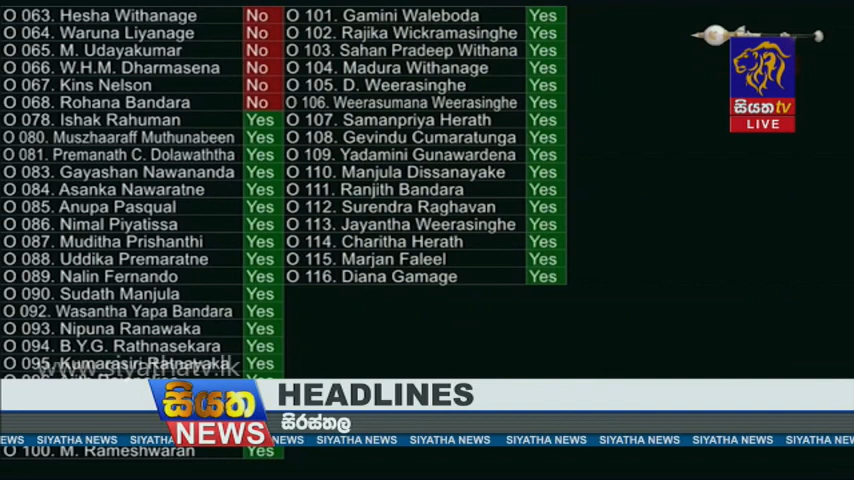 O 063. Hesha Withanage No
O 064. Waruna Liyanage No
O 065. M. Udayakumar No
O 066. W.H.M. Dharmasena No
O 067. Kins Nelson No
O 068. Rohana Bandara No
O 078. Ishak Rahuman Yes
O 080. Muszhaaraff Muthunabeen Yes
O 081. Premanath C. Dolawaththa Yes
O 083. Gayashan Nawananda Yes
O 084. Asanka Nawaratne Yes
O 085. Anupa Pasqual Yes
O 086. Nimal Piyatissa Yes
O 087. Muditha Prishanthi Yes
O 088. Uddika Premaratne Yes
O 089. Nalin Fernando Yes
O 090. Sudath Manjula Yes
O 092. Wasantha Yapa Bandara Yes
O 093. Nipuna Ranawaka Yes
O 094. B.Y.G. Rathnasekara Yes
O 095. Kumarasiri Ratnayaka Yes
O 100. M. Rameshwaran Yes
O 101. Gamini Waleboda Yes
O 102. Rajika Wickramasinghe Yes
O 103. Sahan Pradeep Withana Yes
O 104. Madura Withanage Yes
O 105. D. Weerasinghe Yes
O 106. Weerasumana Weerasinghe Yes
O 107. Samanpriya Herath Yes
O 108. Gevindu Cumaratunga Yes
O 109. Yadamini Gunawardena Yes
O 110. Manjula Dissanayake Yes
O 111. Ranjith Bandara Yes
O 112. Surendra Raghavan Yes
O 113. Jayantha Weerasinghe Yes
O 114. Charitha Herath Yes
O 115. Marjan Faleel Yes
O 116. Diana Gamage Yes
සියත tv
LIVE
www.siyathatv.lk
සියත
NEWS
HEADLINES
සිරස්තල
NEWS SIYATHA NEWS SIYATHA NEWS SIYATHA NEWS SIYATHA NEWS SIYATHA NEWS SIYATHA NEWS SIYATHA NEWS SIYATHA NEWS